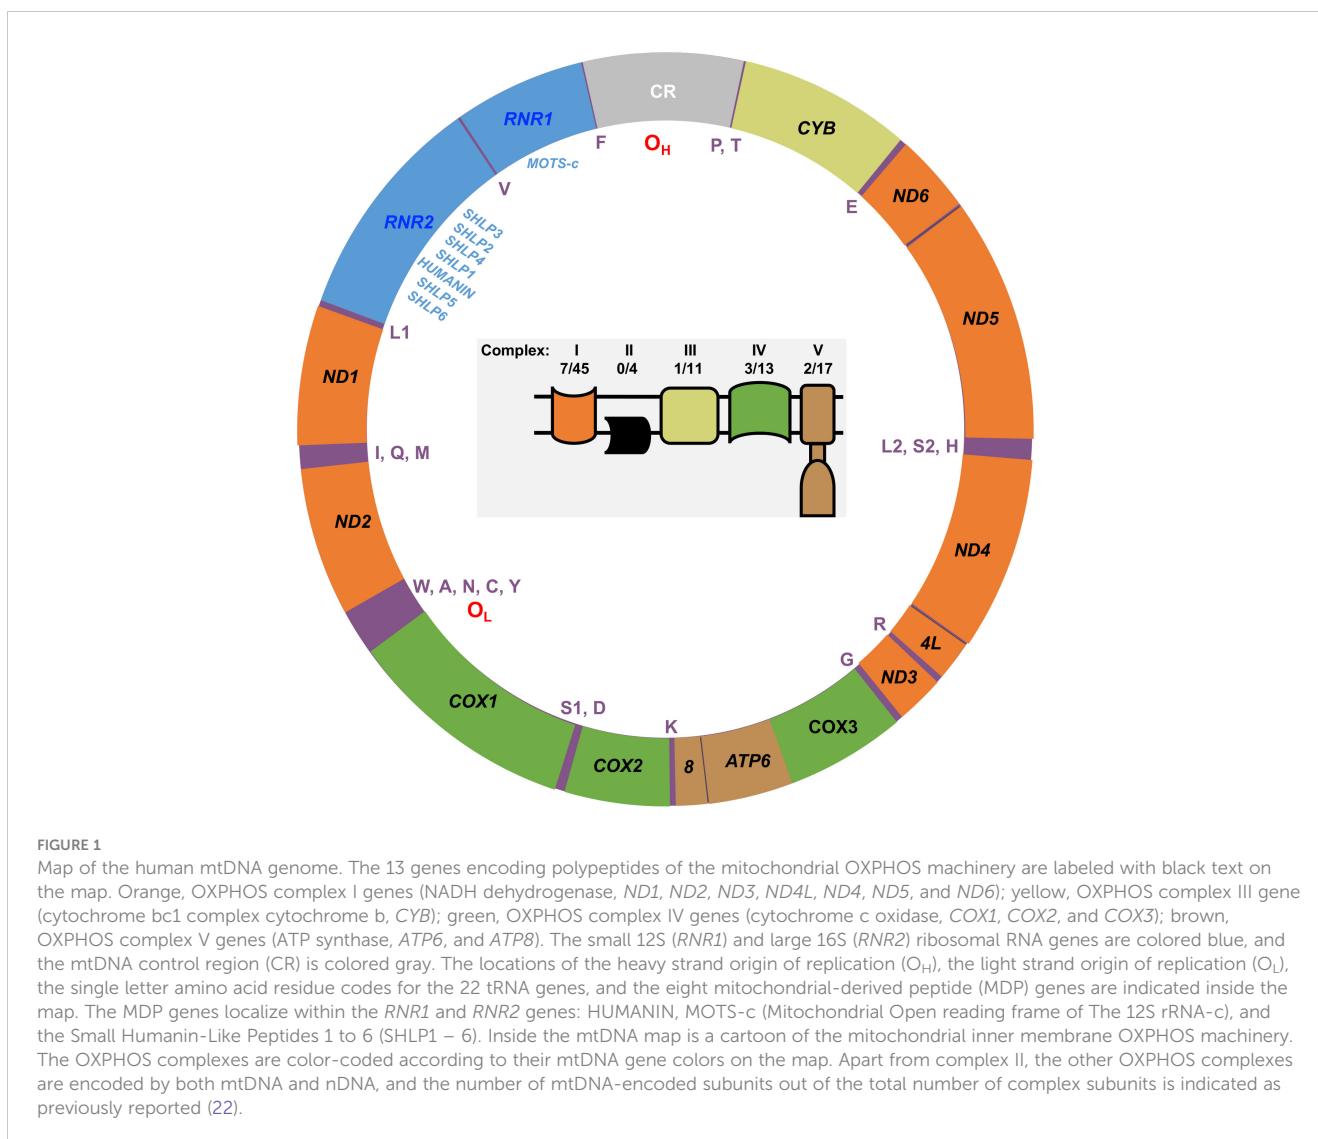 CR
RNR1
CYB
F
O_H
P, T
MOTS-c
V
E
ND6
RNR2
SHLP3
SHLP2
SHLP4
SHLP1
HUMANIN
SHLP5
SHLP6
ND5
L1
Complex: I II III IV V
7/45 0/4 1/11 3/13 2/17
ND1
I, Q, M
L2, S2, H
ND2
ND4
W, A, N, C, Y
O_L
R
4L
G
ND3
COX1
S1, D
K
COX3
COX2
8
ATP6
FIGURE 1
Map of the human mtDNA genome. The 13 genes encoding polypeptides of the mitochondrial OXPHOS machinery are labeled with black text on
the map. Orange, OXPHOS complex I genes (NADH dehydrogenase, ND1, ND2, ND3, ND4L, ND4, ND5, and ND6); yellow, OXPHOS complex III gene
(cytochrome bc1 complex cytochrome b, CYB); green, OXPHOS complex IV genes (cytochrome c oxidase, COX1, COX2, and COX3); brown,
OXPHOS complex V genes (ATP synthase, ATP6, and ATP8). The small 12S (RNR1) and large 16S (RNR2) ribosomal RNA genes are colored blue, and
the mtDNA control region (CR) is colored gray. The locations of the heavy strand origin of replication (O_H), the light strand origin of replication (O_L),
the single letter amino acid residue codes for the 22 tRNA genes, and the eight mitochondrial-derived peptide (MDP) genes are indicated inside the
map. The MDP genes localize within the RNR1 and RNR2 genes: HUMANIN, MOTS-c (Mitochondrial Open reading frame of The 12S rRNA-c), and
the Small Humanin-Like Peptides 1 to 6 (SHLP1 – 6). Inside the mtDNA map is a cartoon of the mitochondrial inner membrane OXPHOS machinery.
The OXPHOS complexes are color-coded according to their mtDNA gene colors on the map. Apart from complex II, the other OXPHOS complexes
are encoded by both mtDNA and nDNA, and the number of mtDNA-encoded subunits out of the total number of complex subunits is indicated as
previously reported (22).